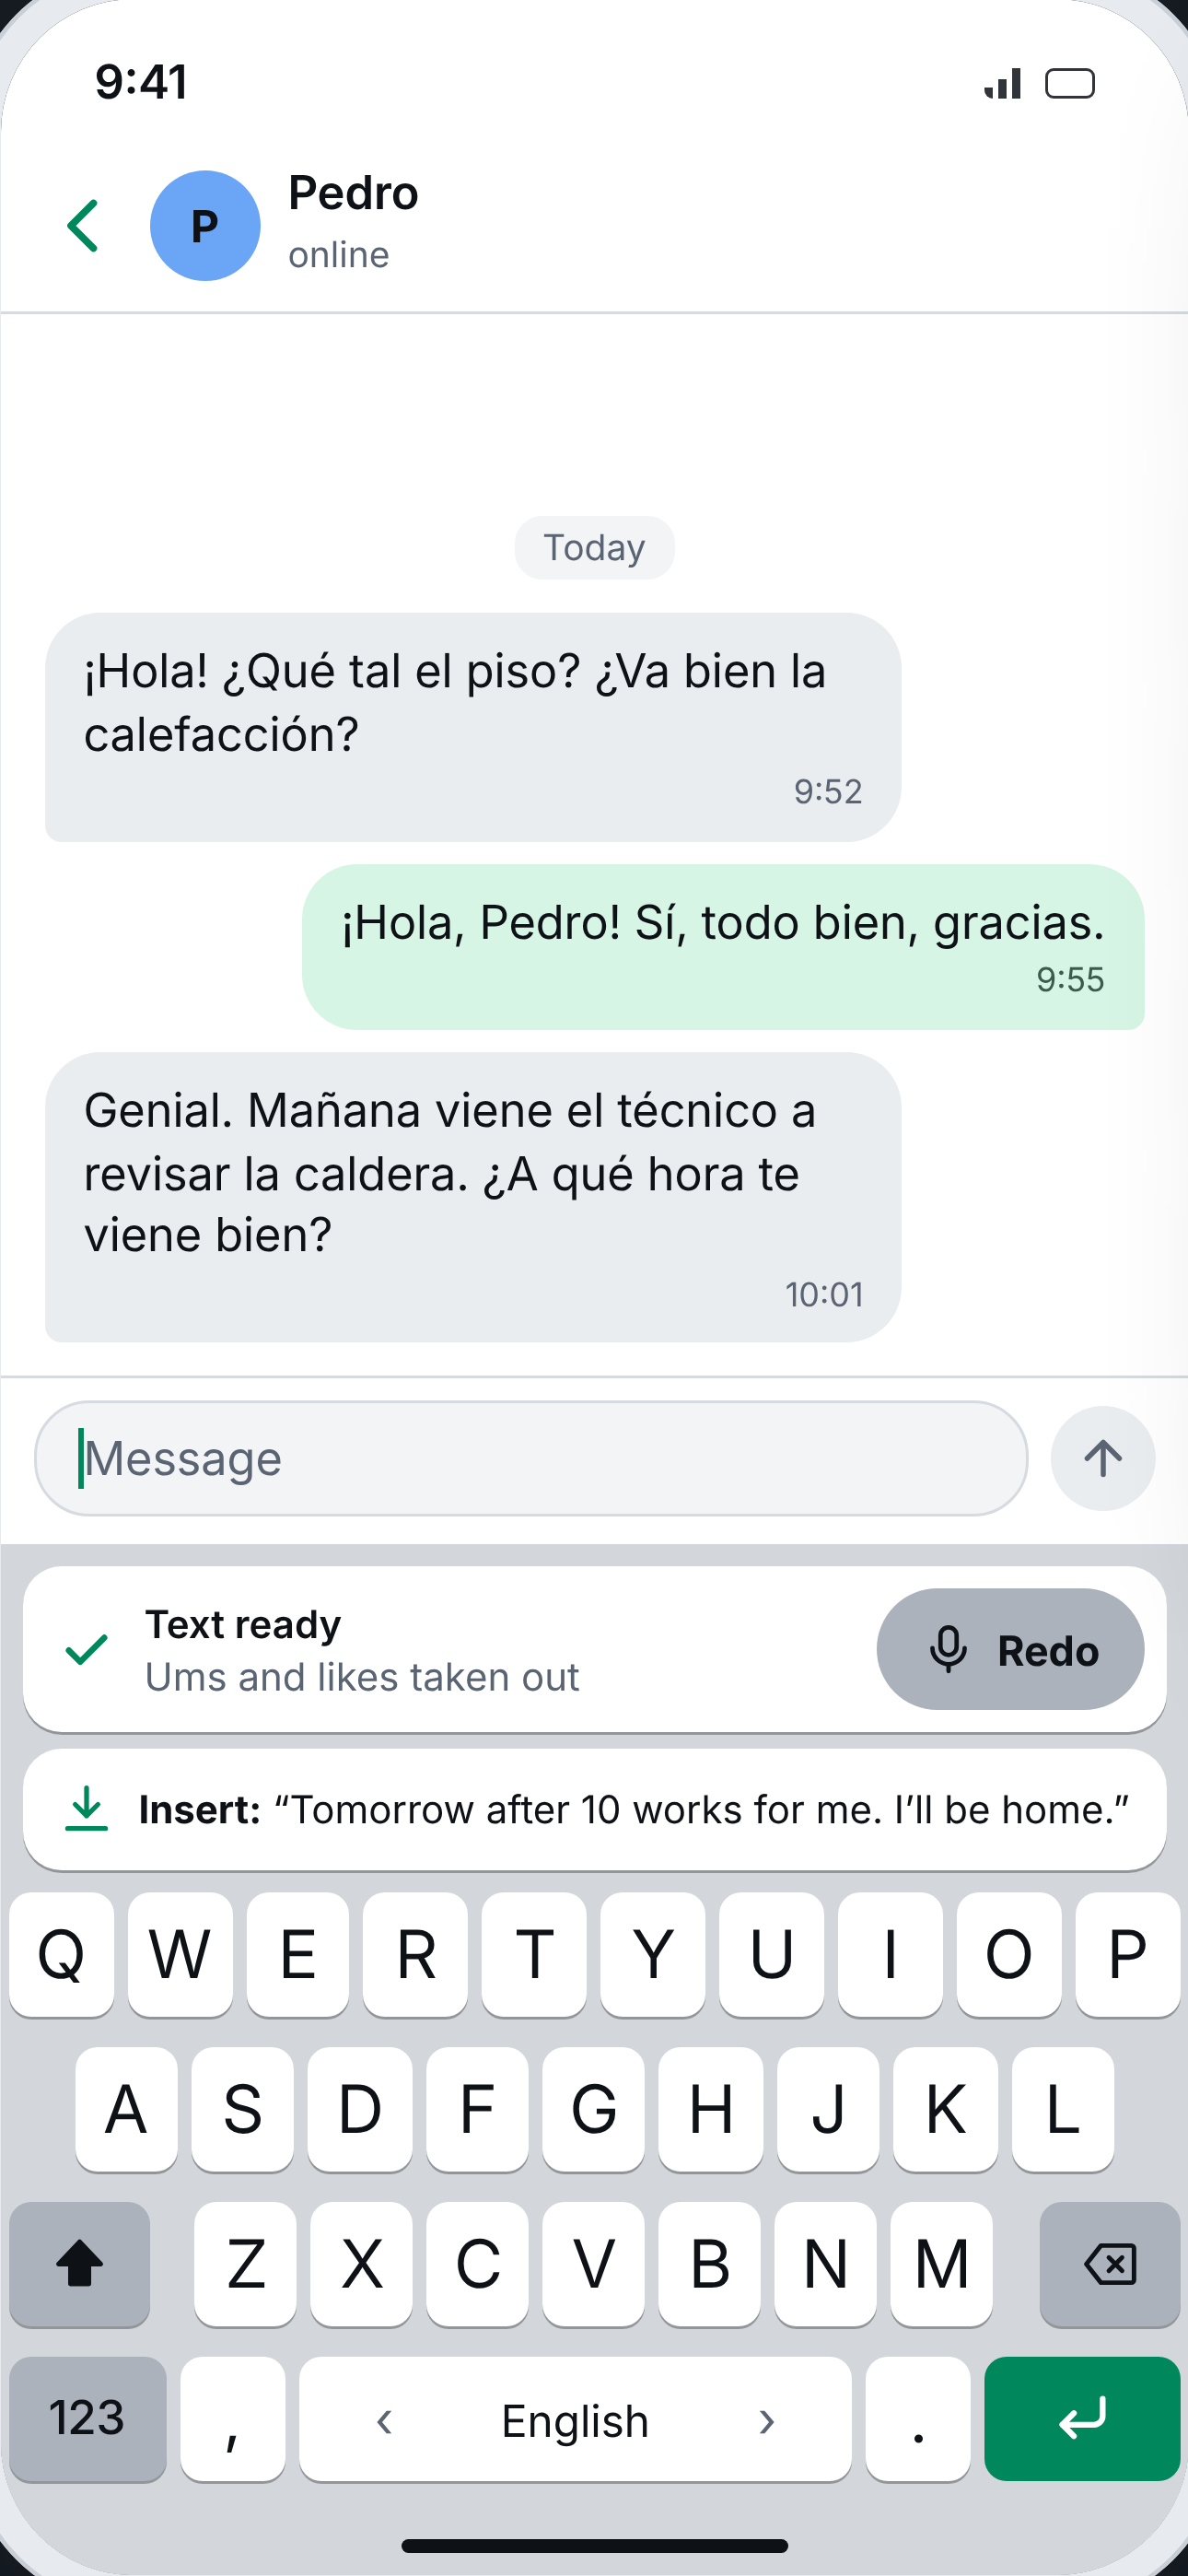 9:41
P
Pedro
online
Today
¡Hola! ¿Qué tal el piso? ¿Va bien la
calefacción?
9:52
¡Hola, Pedro! Sí, todo bien, gracias.
9:55
Genial. Mañana viene el técnico a
revisar la caldera. ¿A qué hora te
viene bien?
10:01
Message
Text ready
Ums and likes taken out
Redo
Insert: “Tomorrow after 10 works for me. I’ll be home.”
Q W E R T Y U I O P
A S D F G H J K L
Z X C V B N M
123 , ‹ English › .